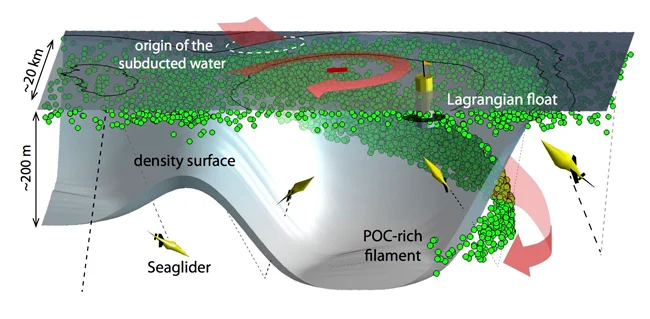 origin of the
subducted water
~20 km
Lagrangian float
density surface
~200 m
POC-rich
filament
Seaglider